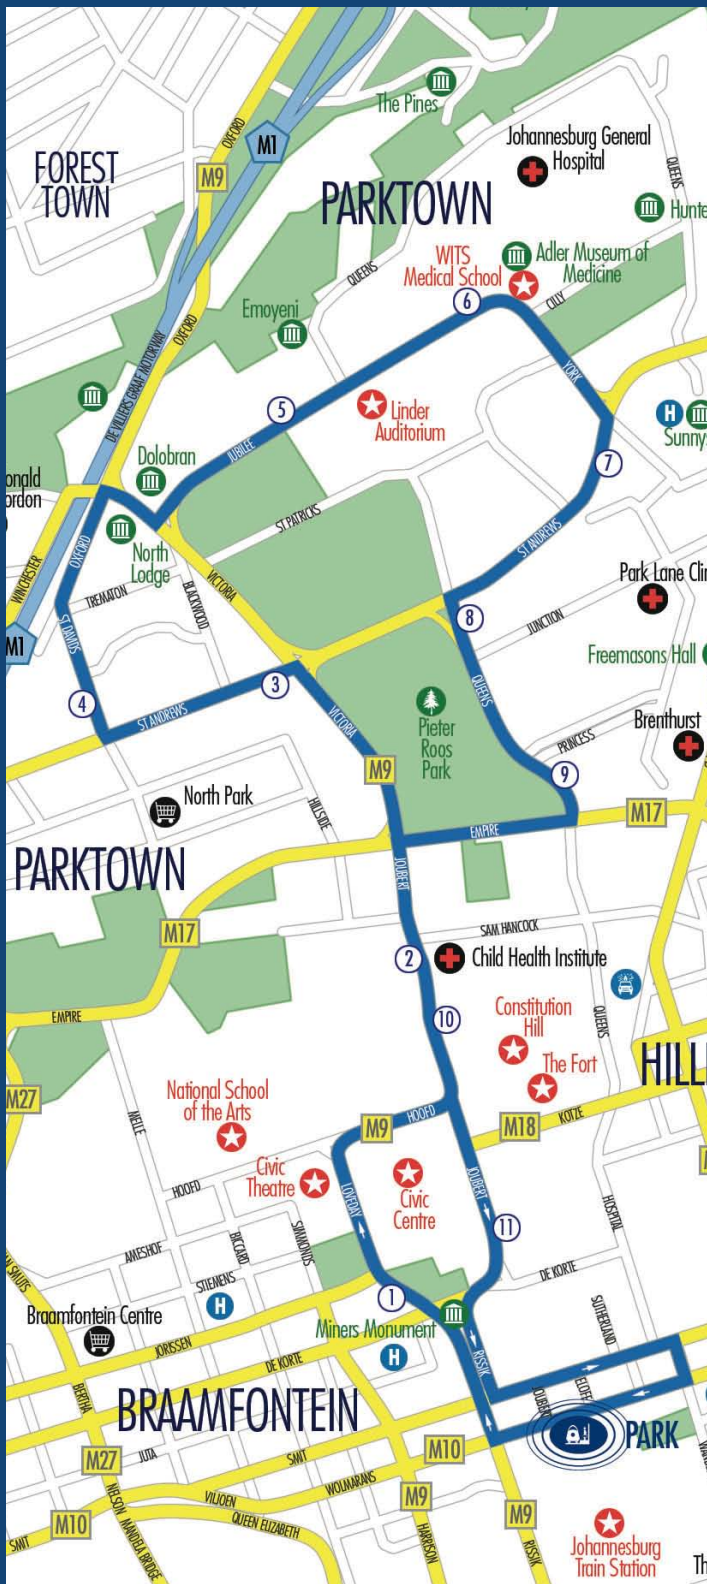 OXFORD
M1
The Pines
FOREST
TOWN
M9
Johannesburg General
Hospital
QUEENS
PARKTOWN
Hunte
WITS
Medical School
Adler Museum of
Medicine
QUEENS
CILLY
Emoyeni
6
OXFORD
DE VILLIERS GRAAF MOTORWAY
YORK
5
Linder
Auditorium
H
Sunnys
JUBILEE
Dolobran
7
onald
ordon
ST PATRICKS
ST ANDREWS
North
Lodge
OXFORD
WINCHESTER
TREMATON
BLACKWOOD
VICTORIA
Park Lane Clin
8
JUNCTION
ST DAVIDS
M1
Freemasons Hall
3
QUEENS
4
ST ANDREWS
VICTORIA
Pieter
Roos
Park
Brenthurst
PRINCESS
M9
9
North Park
HILLSIDE
M17
EMPIRE
PARKTOWN
JOUBERT
M17
SAM HANCOCK
2
Child Health Institute
EMPIRE
10
Constitution
Hill
QUEENS
The Fort
HILL
M27
National School
of the Arts
MELLE
M9
HOOFD
M18
KOTZE
Civic
Theatre
Civic
Centre
JOUBERT
HOOFD
LOVEDAY
HOSPITAL
11
SIMMONDS
AMESHOF
BICCARD
DE KORTE
AN SMUTS
STIEMENS
H
1
SUTHERLAND
Braamfontein Centre
Miners Monument
JORISSEN
H
DE KORTE
RISSIK
BERTHA
JOUBERT
ELOFF
BRAAMFONTEIN
PARK
JUTA
M27
SMIT
M10
WOLMARANS
VILJOEN
M10
QUEEN ELIZABETH
M9
M9
SMIT
NELSON MANDELA BRIDGE
HARRISON
RISSIK
Johannesburg
Train Station
Th